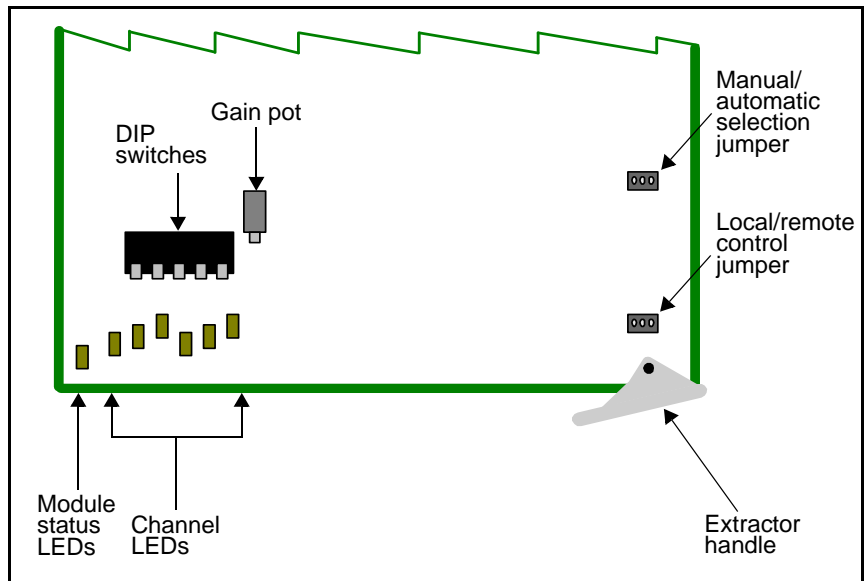 Gain pot
DIP
switches
Manual/
automatic
selection
jumper
Local/remote
control
jumper
Module
status
LEDs
Channel
LEDs
Extractor
handle